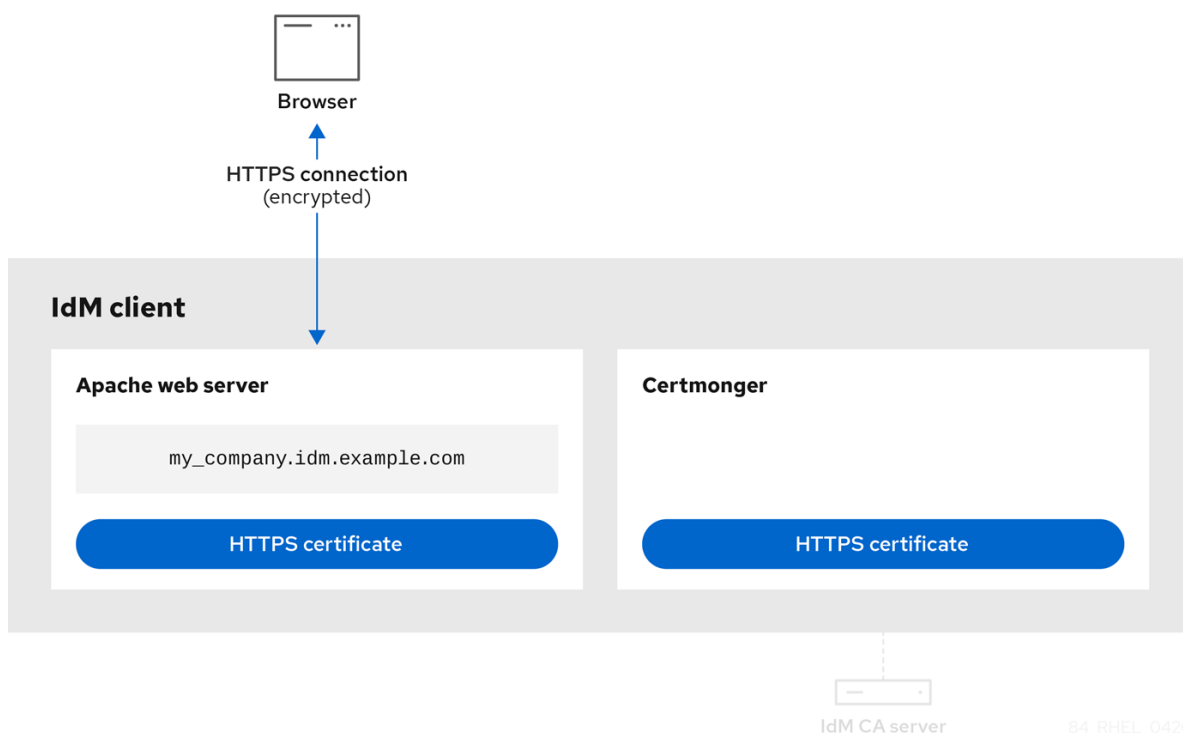 Browser
HTTPS connection
(encrypted)
IdM client
Apache web server
my_company.idm.example.com
HTTPS certificate
Certmonger
HTTPS certificate
IdM CA server
84_RHEL_042